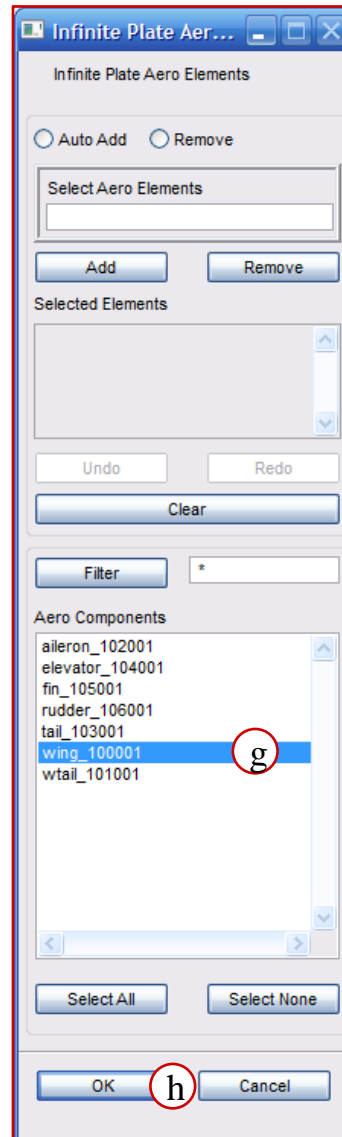 Infinite Plate Aer...
Infinite Plate Aero Elements
Auto Add Remove
Select Aero Elements
Add Remove
Selected Elements
Undo Redo
Clear
Filter *
Aero Components
aileron_102001
elevator_104001
fin_105001
rudder_106001
tail_103001
wing_100001 g
wtail_101001
Select All Select None
OK h Cancel